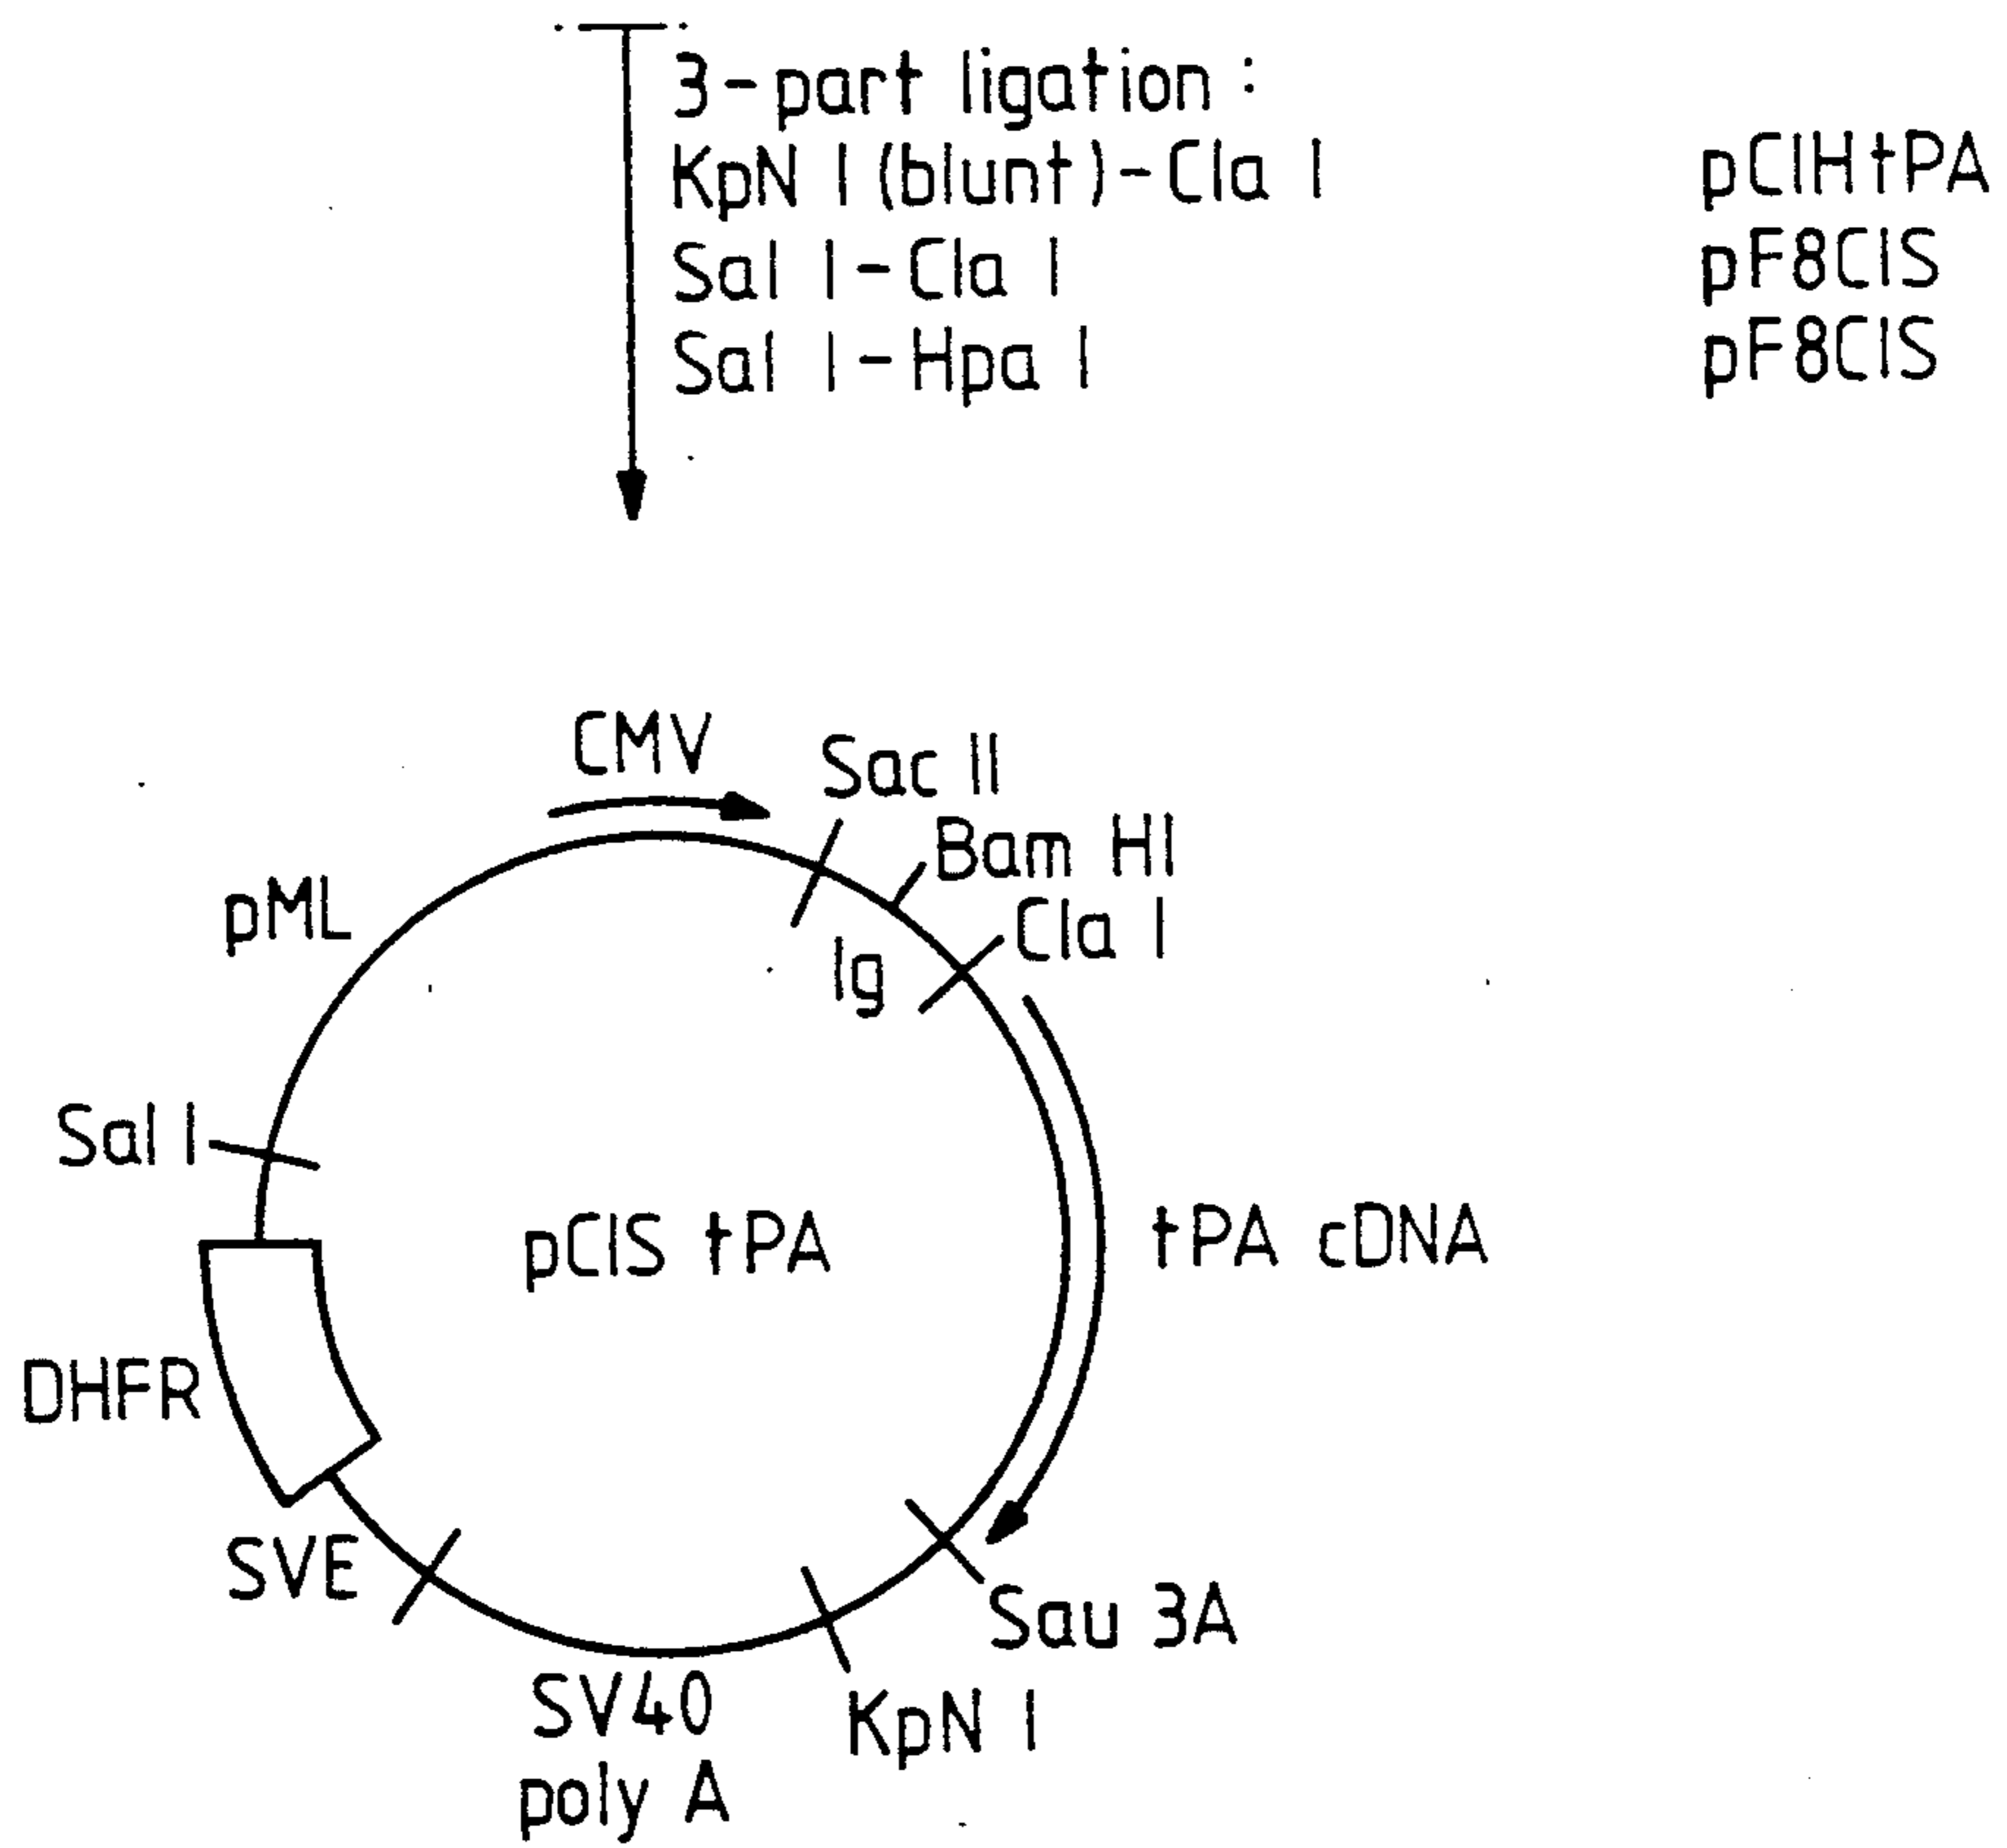 3-part ligation :
KpN I (blunt)-Cla I pCIHtPA
Sal I-Cla I pF8CIS
Sal I-Hpa I pF8CIS
CMV
Sac II
Bam HI
Cla I
pML
Ig
Sal I
pCIS tPA
tPA cDNA
DHFR
SVE
Sau 3A
KpN I
SV40
poly A